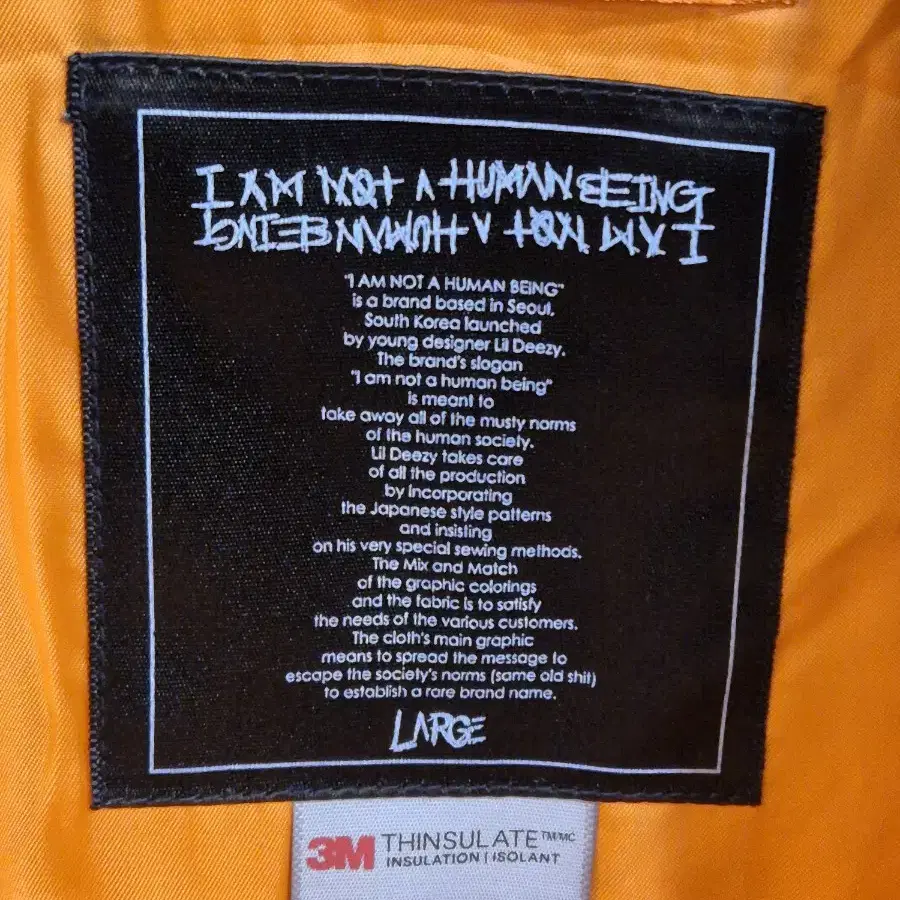 I AM NOT A HUMAN BEING
I AM NOT A HUMAN BEING
"I AM NOT A HUMAN BEING"
is a brand based in Seoul,
South Korea launched
by young designer Lil Deezy.
The brand's slogan
"I am not a human being"
is meant to
take away all of the musty norms
of the human society.
Lil Deezy takes care
of all the production
by incorporating
the Japanese style patterns
and insisting
on his very special sewing methods.
The Mix and Match
of the graphic colorings
and the fabric is to satisfy
the needs of the various customers.
The cloth's main graphic
means to spread the message to
escape the society's norms (same old shit)
to establish a rare brand name.
LARGE
3M THINSULATE TM/MC
INSULATION | ISOLANT